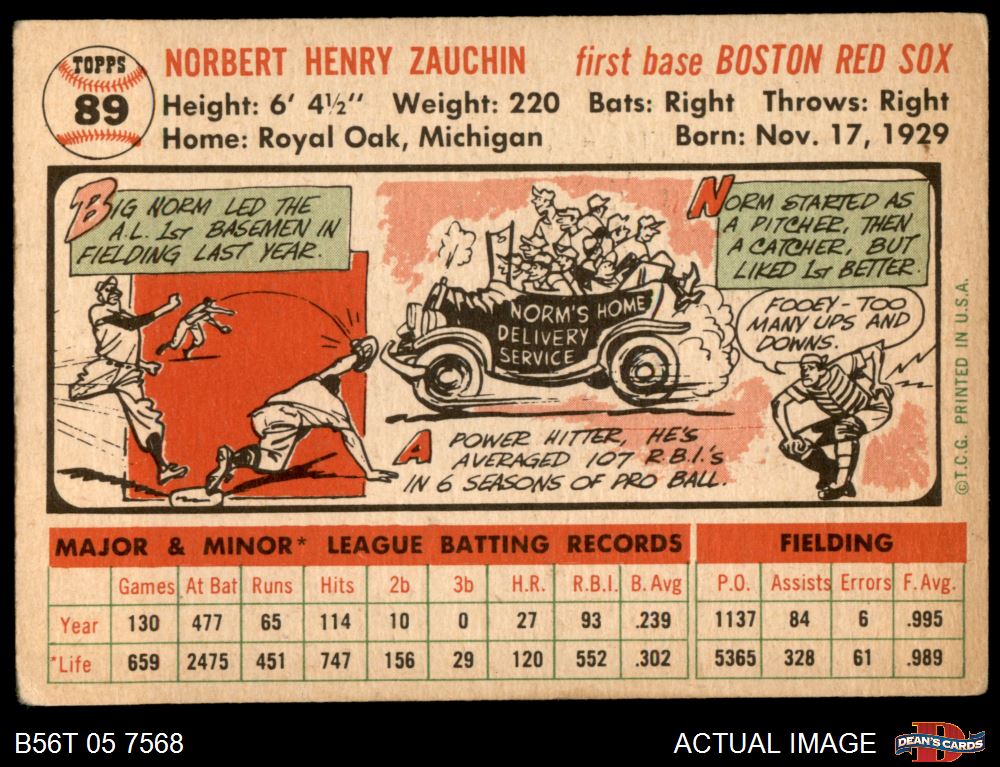 TOPPS
89
NORBERT HENRY ZAUCHIN first base BOSTON RED SOX
Height: 6' 4½" Weight: 220 Bats: Right Throws: Right
Home: Royal Oak, Michigan Born: Nov. 17, 1929
BIG NORM LED THE
A.L. 1st BASEMEN IN
FIELDING LAST YEAR.
NORM'S HOME
DELIVERY
SERVICE
A POWER HITTER, HE'S
AVERAGED 107 R.B.I.'s
IN 6 SEASONS OF PRO BALL.
NORM STARTED AS
A PITCHER, THEN
A CATCHER, BUT
LIKED 1st BETTER.
FOOEY - TOO
MANY UPS AND
DOWNS.
© T.C.G. PRINTED IN U.S.A.
MAJOR & MINOR* LEAGUE BATTING RECORDS FIELDING
Games At Bat Runs Hits 2b 3b H.R. R.B.I. B. Avg P.O. Assists Errors F. Avg.
Year 130 477 65 114 10 0 27 93 .239 1137 84 6 .995
*Life 659 2475 451 747 156 29 120 552 .302 5365 328 61 .989
B56T 05 7568 ACTUAL IMAGE D DEAN'S CARDS